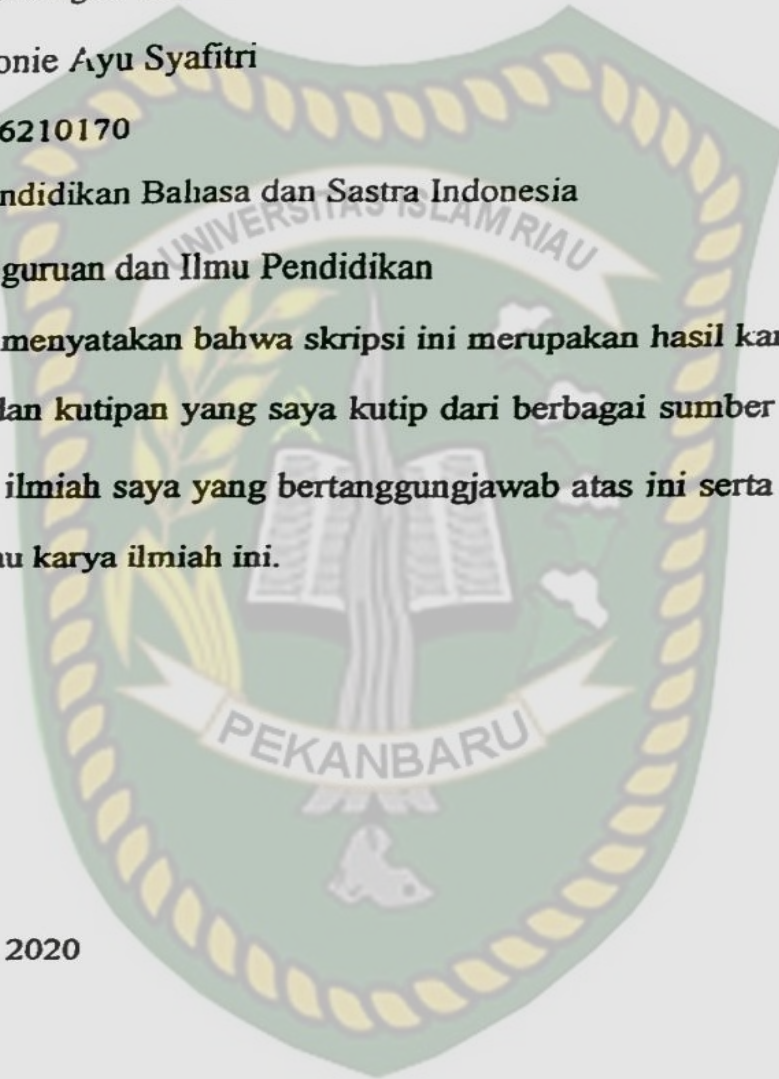 onie Ayu Syafitri
6210170
ndidikan Bahasa dan Sastra Indonesia
UNIVERSITAS ISLAM RIAU
guruan dan Ilmu Pendidikan
menyatakan bahwa skripsi ini merupakan hasil kar
dan kutipan yang saya kutip dari berbagai sumber
ilmiah saya yang bertanggungjawab atas ini serta
u karya ilmiah ini.
PEKANBARU
2020